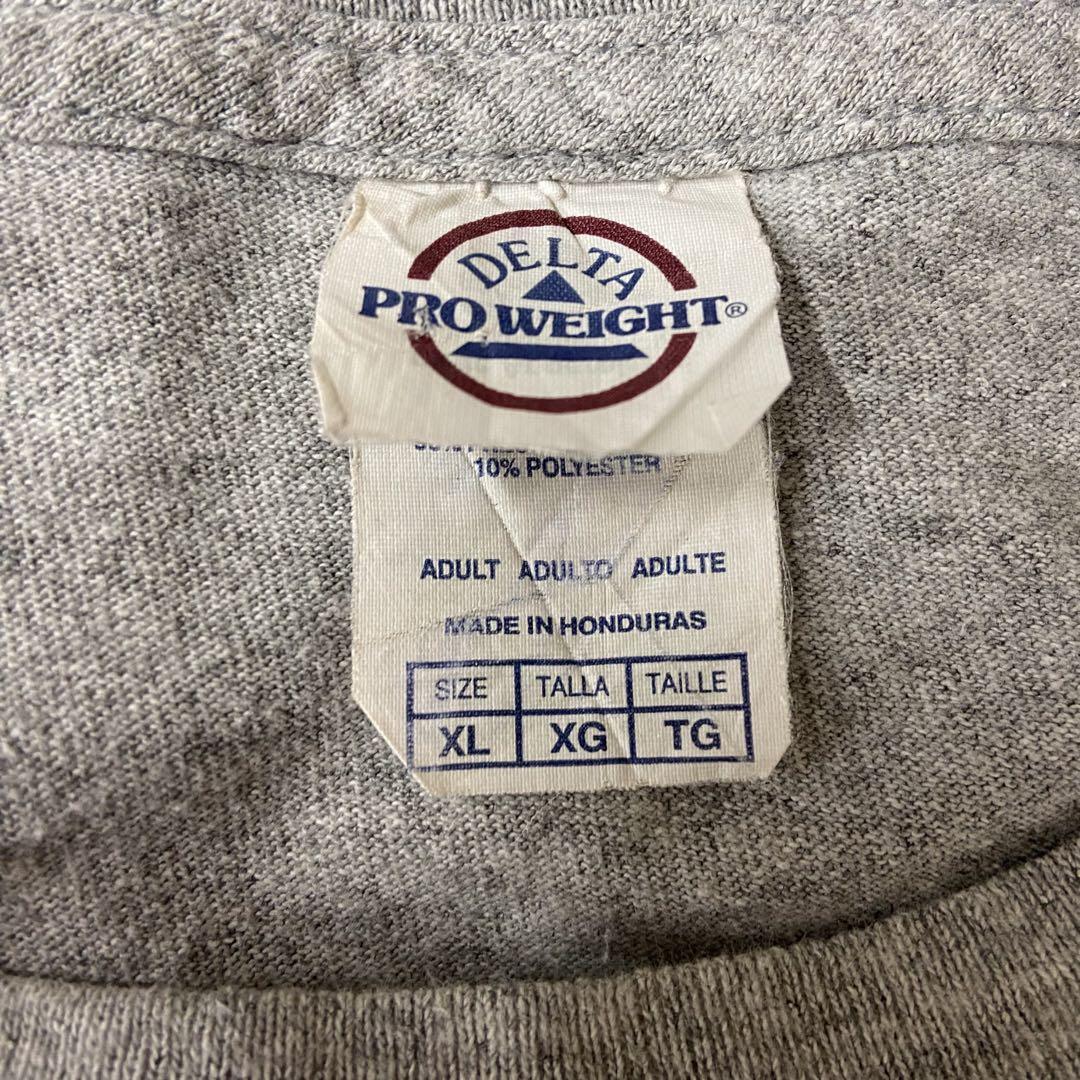 DELTA
PRO WEIGHT®
10% POLYESTER
ADULT ADULTO ADULTE
MADE IN HONDURAS
SIZE TALLA TAILLE
XL XG TG